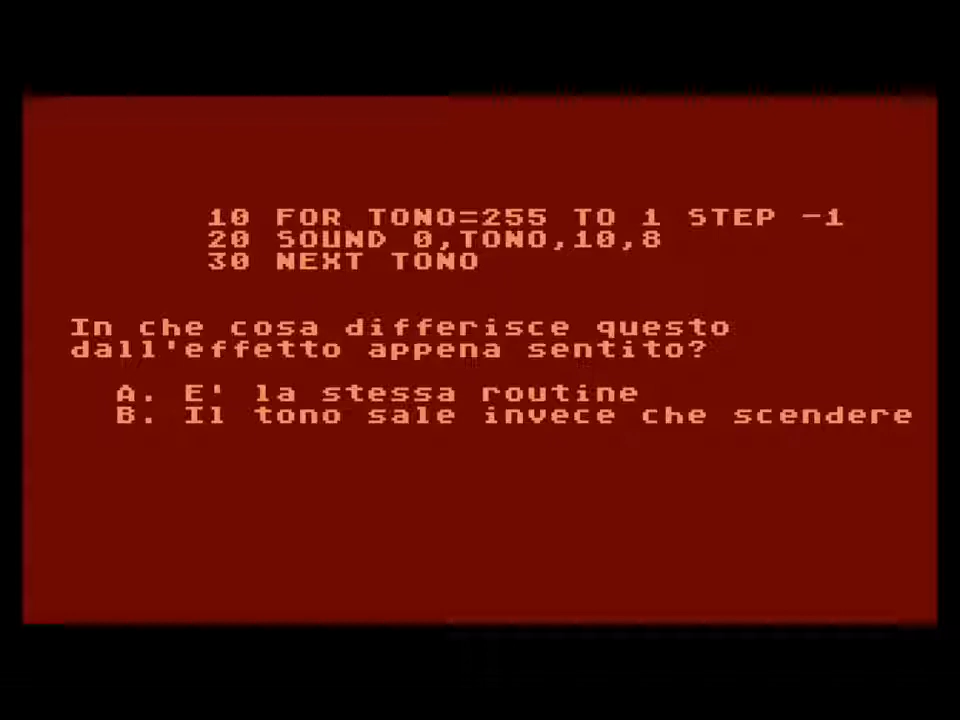 10 FOR TONO=255 TO 1 STEP -1
20 SOUND 0,TONO,10,8
30 NEXT TONO
In che cosa differisce questo
dall'effetto appena sentito?
A. E' la stessa routine
B. Il tono sale invece che scendere